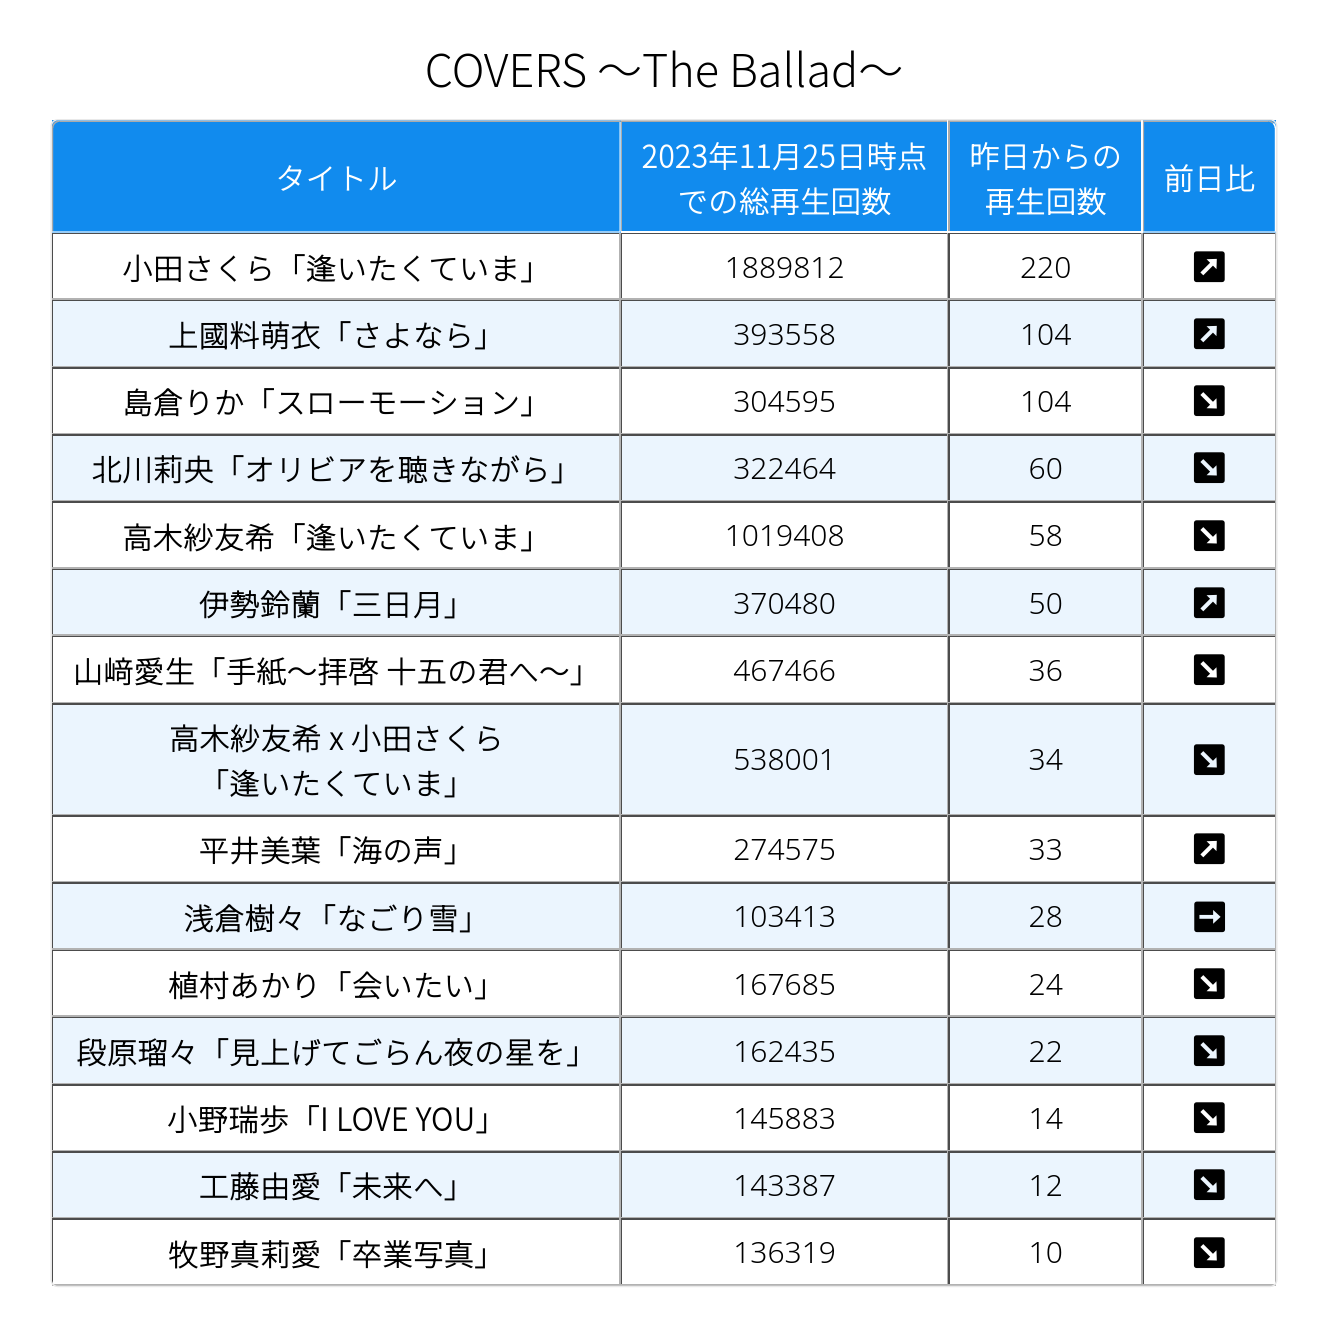 COVERS ～The Ballad～
タイトル
2023年11月25日時点
での総再生回数
昨日からの
再生回数
前日比
小田さくら「逢いたくていま」 1889812 220
上國料萌衣「さよなら」 393558 104
島倉りか「スローモーション」 304595 104
北川莉央「オリビアを聴きながら」 322464 60
高木紗友希「逢いたくていま」 1019408 58
伊勢鈴蘭「三日月」 370480 50
山﨑愛生「手紙～拝啓 十五の君へ～」 467466 36
高木紗友希 x 小田さくら
「逢いたくていま」 538001 34
平井美葉「海の声」 274575 33
浅倉樹々「なごり雪」 103413 28
植村あかり「会いたい」 167685 24
段原瑠々「見上げてごらん夜の星を」 162435 22
小野瑞歩「I LOVE YOU」 145883 14
工藤由愛「未来へ」 143387 12
牧野真莉愛「卒業写真」 136319 10